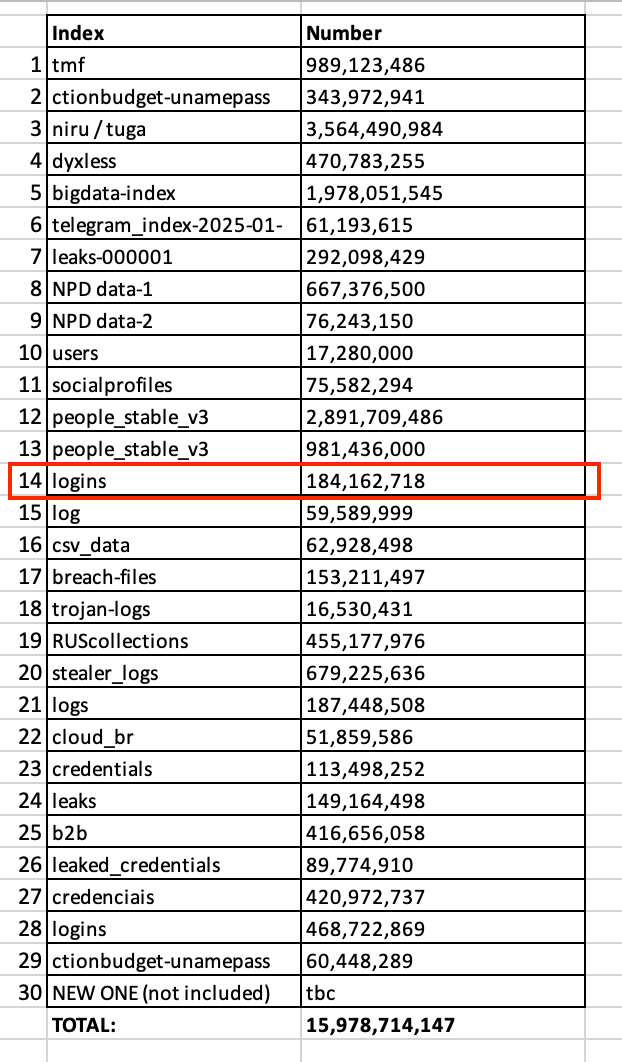 Index Number
1 tmf 989,123,486
2 ctionbudget-unamepass 343,972,941
3 niru / tuga 3,564,490,984
4 dyxless 470,783,255
5 bigdata-index 1,978,051,545
6 telegram_index-2025-01- 61,193,615
7 leaks-000001 292,098,429
8 NPD data-1 667,376,500
9 NPD data-2 76,243,150
10 users 17,280,000
11 socialprofiles 75,582,294
12 people_stable_v3 2,891,709,486
13 people_stable_v3 981,436,000
14 logins 184,162,718
15 log 59,589,999
16 csv_data 62,928,498
17 breach-files 153,211,497
18 trojan-logs 16,530,431
19 RUScollections 455,177,976
20 stealer_logs 679,225,636
21 logs 187,448,508
22 cloud_br 51,859,586
23 credentials 113,498,252
24 leaks 149,164,498
25 b2b 416,656,058
26 leaked_credentials 89,774,910
27 credenciais 420,972,737
28 logins 468,722,869
29 ctionbudget-unamepass 60,448,289
30 NEW ONE (not included) tbc
TOTAL: 15,978,714,147